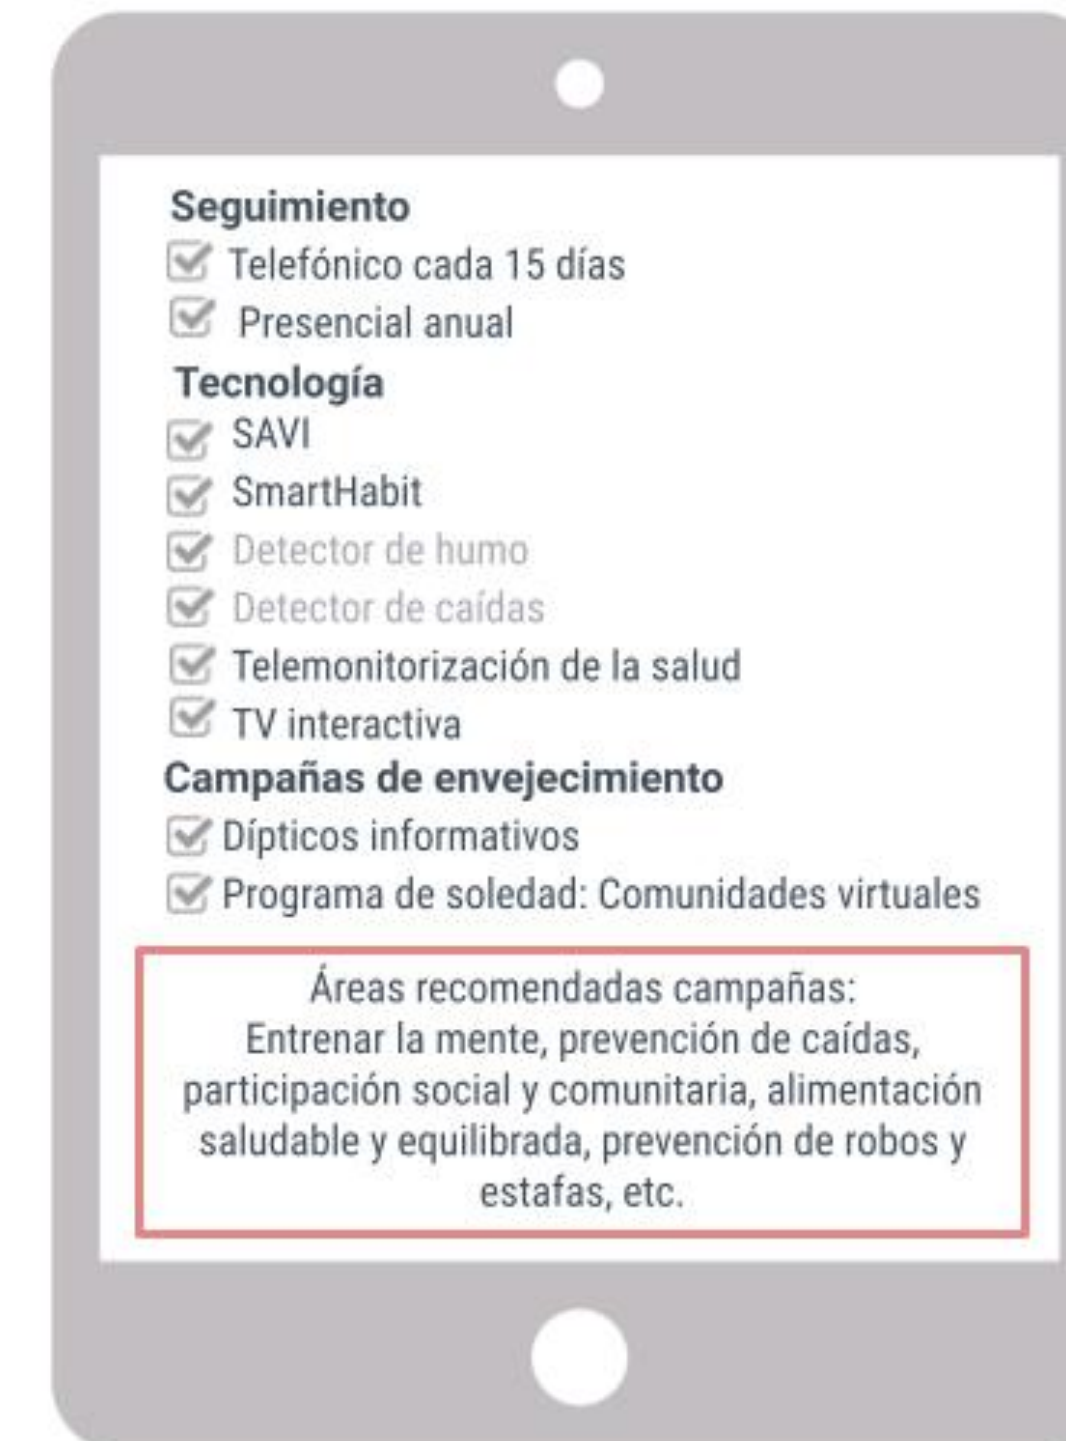 Seguimiento
Telefónico cada 15 días
Presencial anual
Tecnología
SAVI
SmartHabit
Detector de humo
Detector de caídas
Telemonitorización de la salud
TV interactiva
Campañas de envejecimiento
Dípticos informativos
Programa de soledad: Comunidades virtuales
Áreas recomendadas campañas:
Entrenar la mente, prevención de caídas,
participación social y comunitaria, alimentación
saludable y equilibrada, prevención de robos y
estafas, etc.